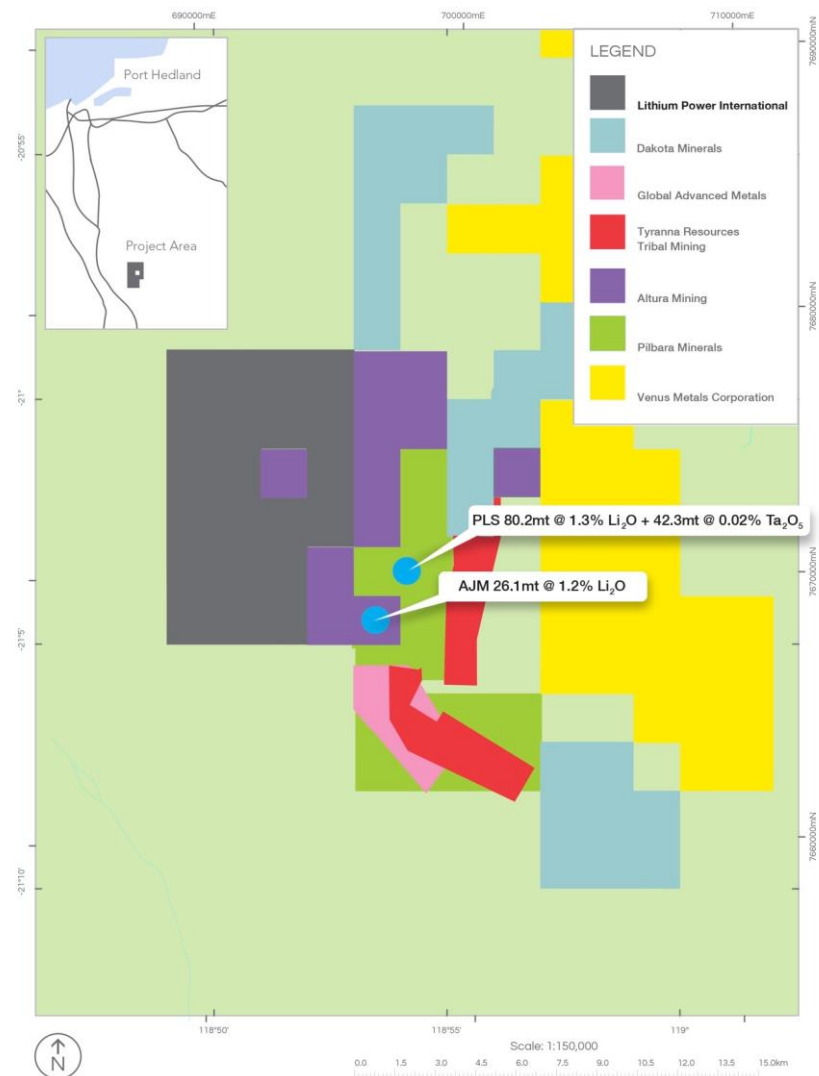 690000mE
700000mE
710000mE
7690000mN
7680000mN
7670000mN
7660000mN
-20°55'
-21°
-21°5'
-21°10'
Port Hedland
Project Area
LEGEND
Lithium Power International
Dakota Minerals
Global Advanced Metals
Tyranna Resources
Tribal Mining
Altura Mining
Pilbara Minerals
Venus Metals Corporation
PLS 80.2mt @ 1.3% Li₂O + 42.3mt @ 0.02% Ta₂O₅
AJM 26.1mt @ 1.2% Li₂O
118°50'
118°55'
119°
N
Scale: 1:150,000
0.0 1.5 3.0 4.5 6.0 7.5 9.0 10.5 12.0 13.5 15.0km